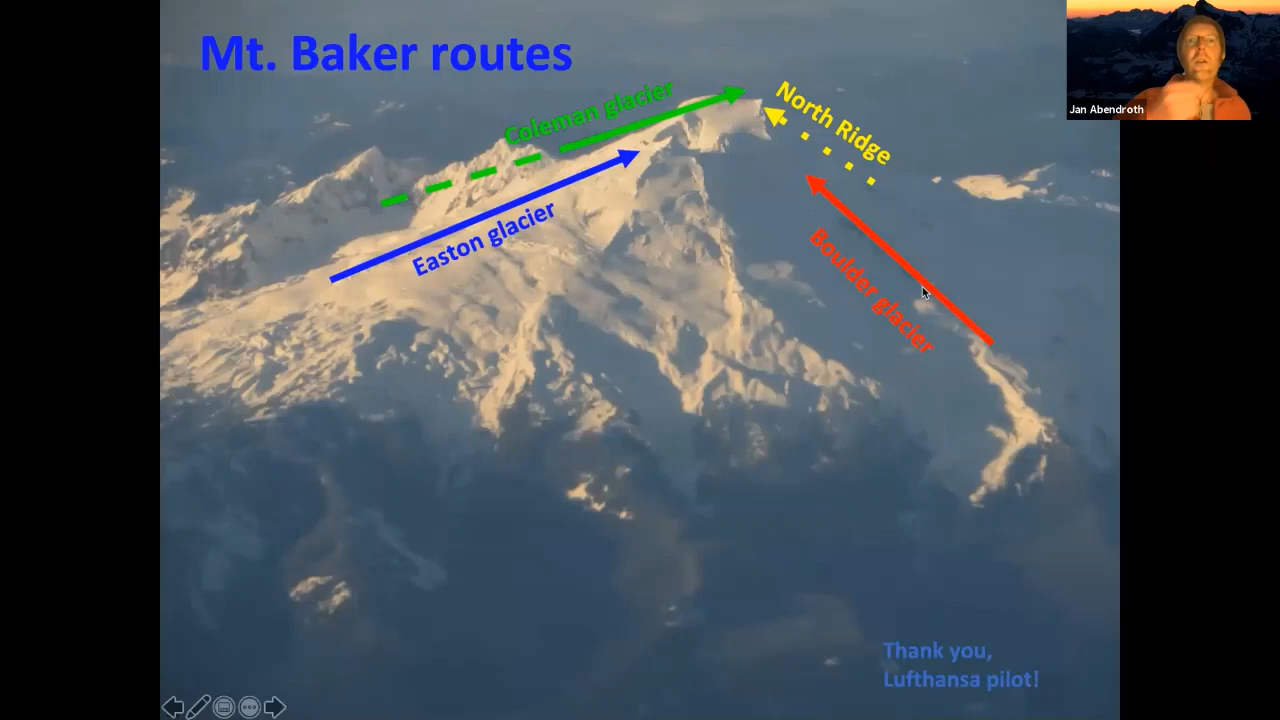 Mt. Baker routes
Coleman glacier
North Ridge
Easton glacier
Boulder glacier
Thank you,
Lufthansa pilot!
Jan Abendroth